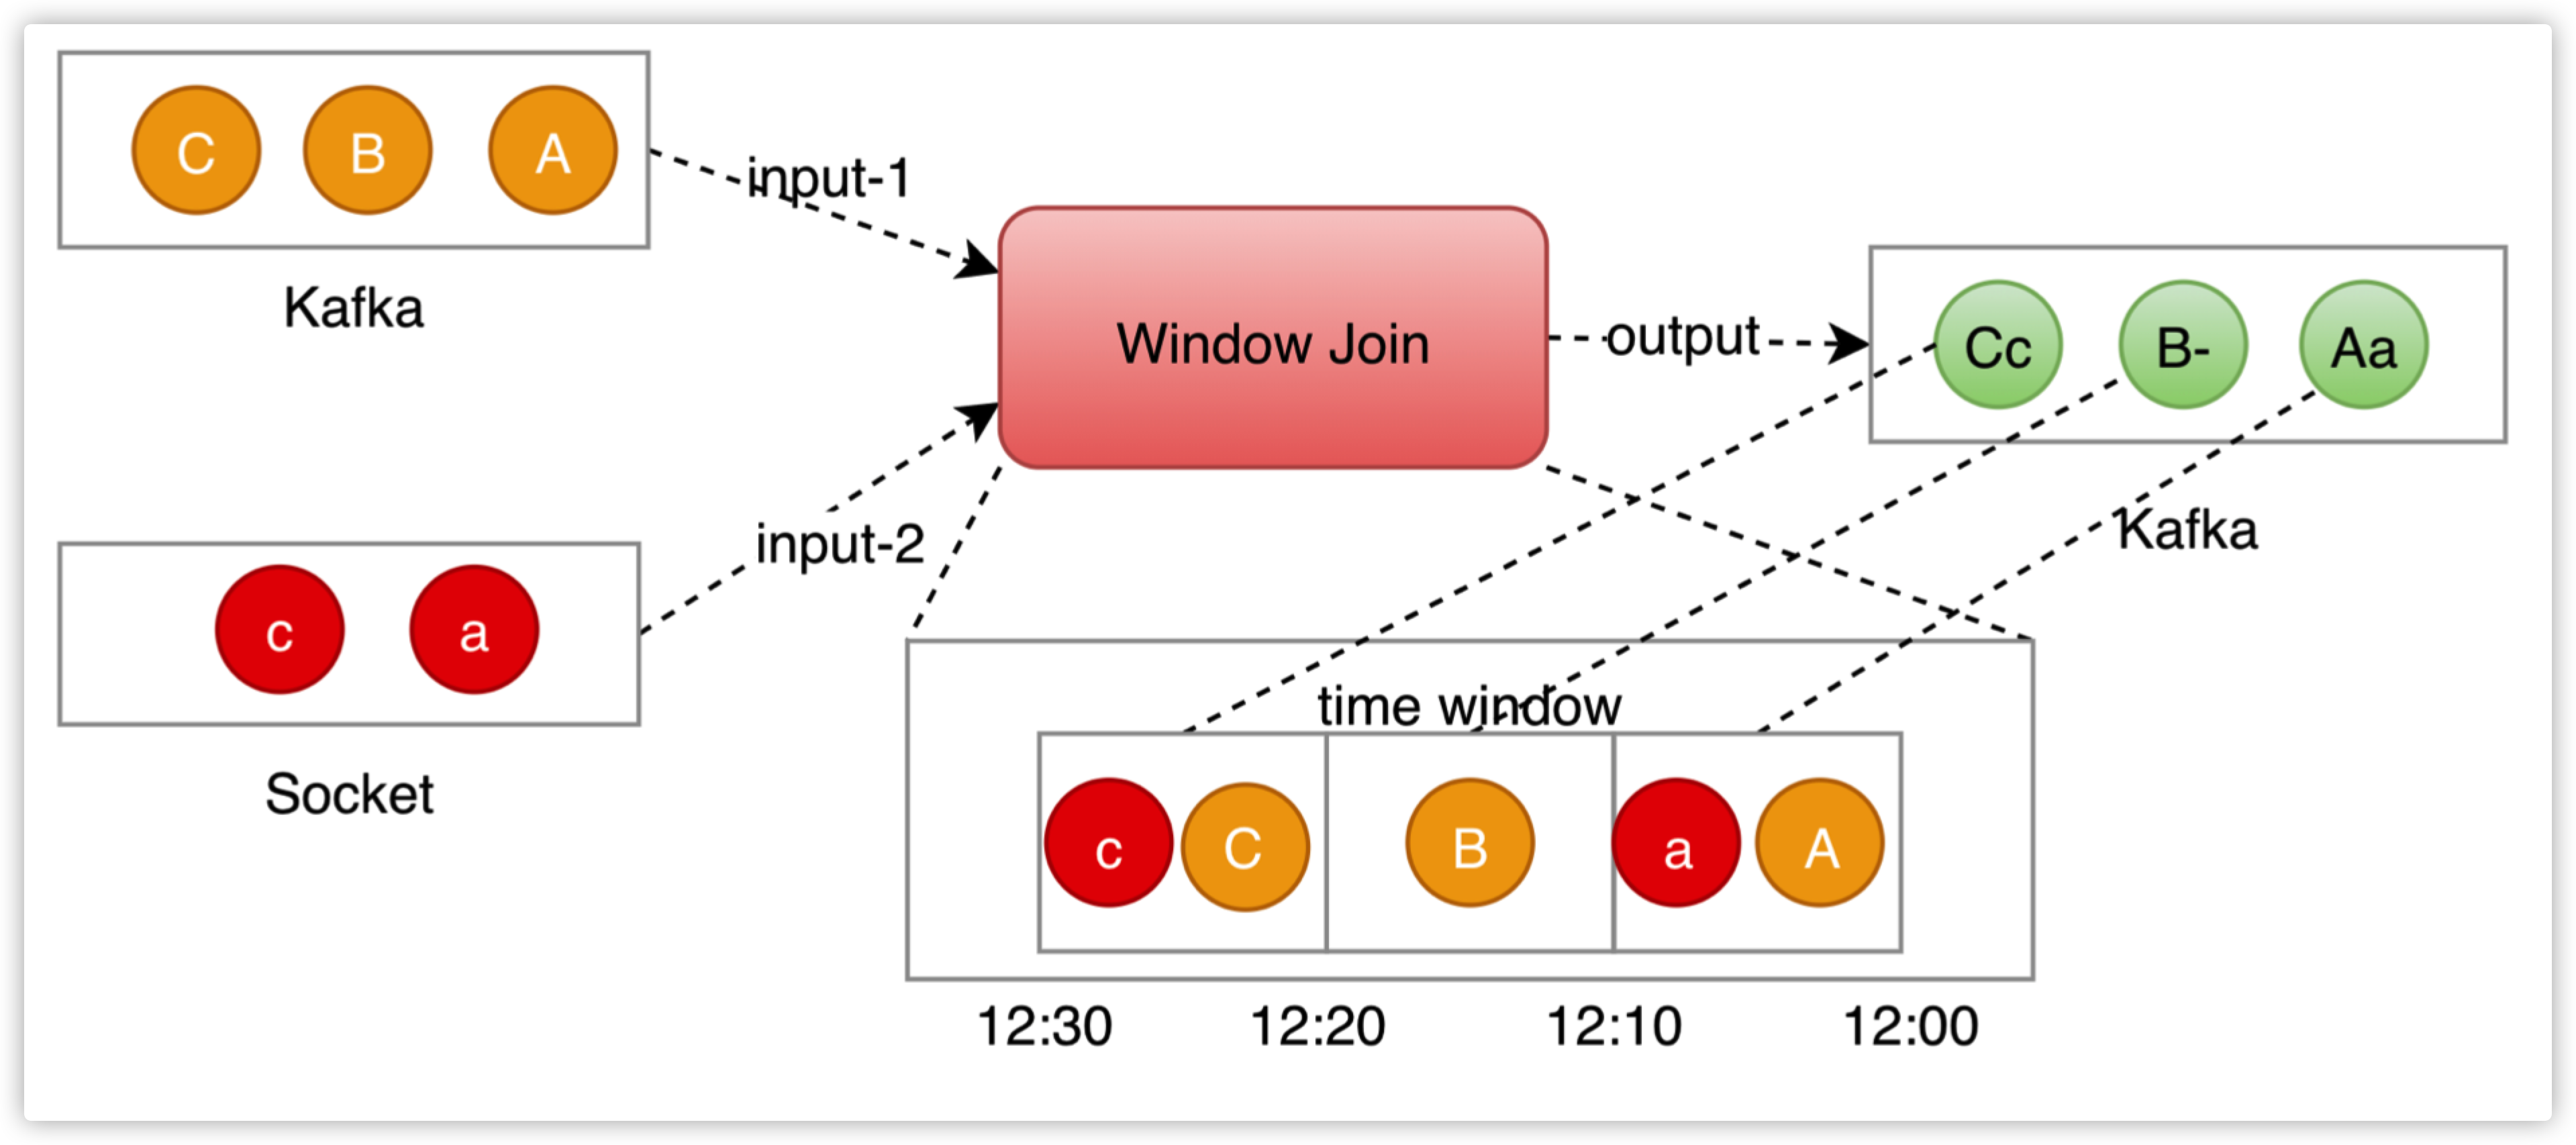 C B A
input-1
Kafka
Window Join
output
Cc B- Aa
Kafka
input-2
c a
Socket
time window
c C B a A
12:30 12:20 12:10 12:00